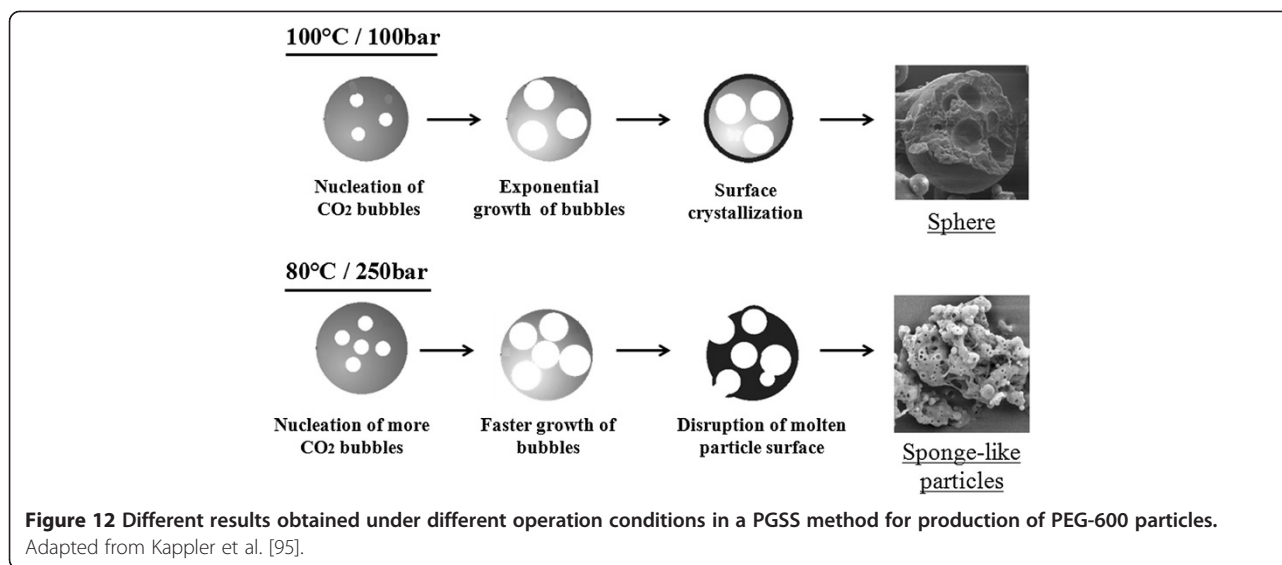 100°C / 100bar
Nucleation of
CO2 bubbles
Exponential
growth of bubbles
Surface
crystallization
Sphere
80°C / 250bar
Nucleation of more
CO2 bubbles
Faster growth of
bubbles
Disruption of molten
particle surface
Sponge-like
particles
Figure 12 Different results obtained under different operation conditions in a PGSS method for production of PEG-600 particles.
Adapted from Kappler et al. [95].